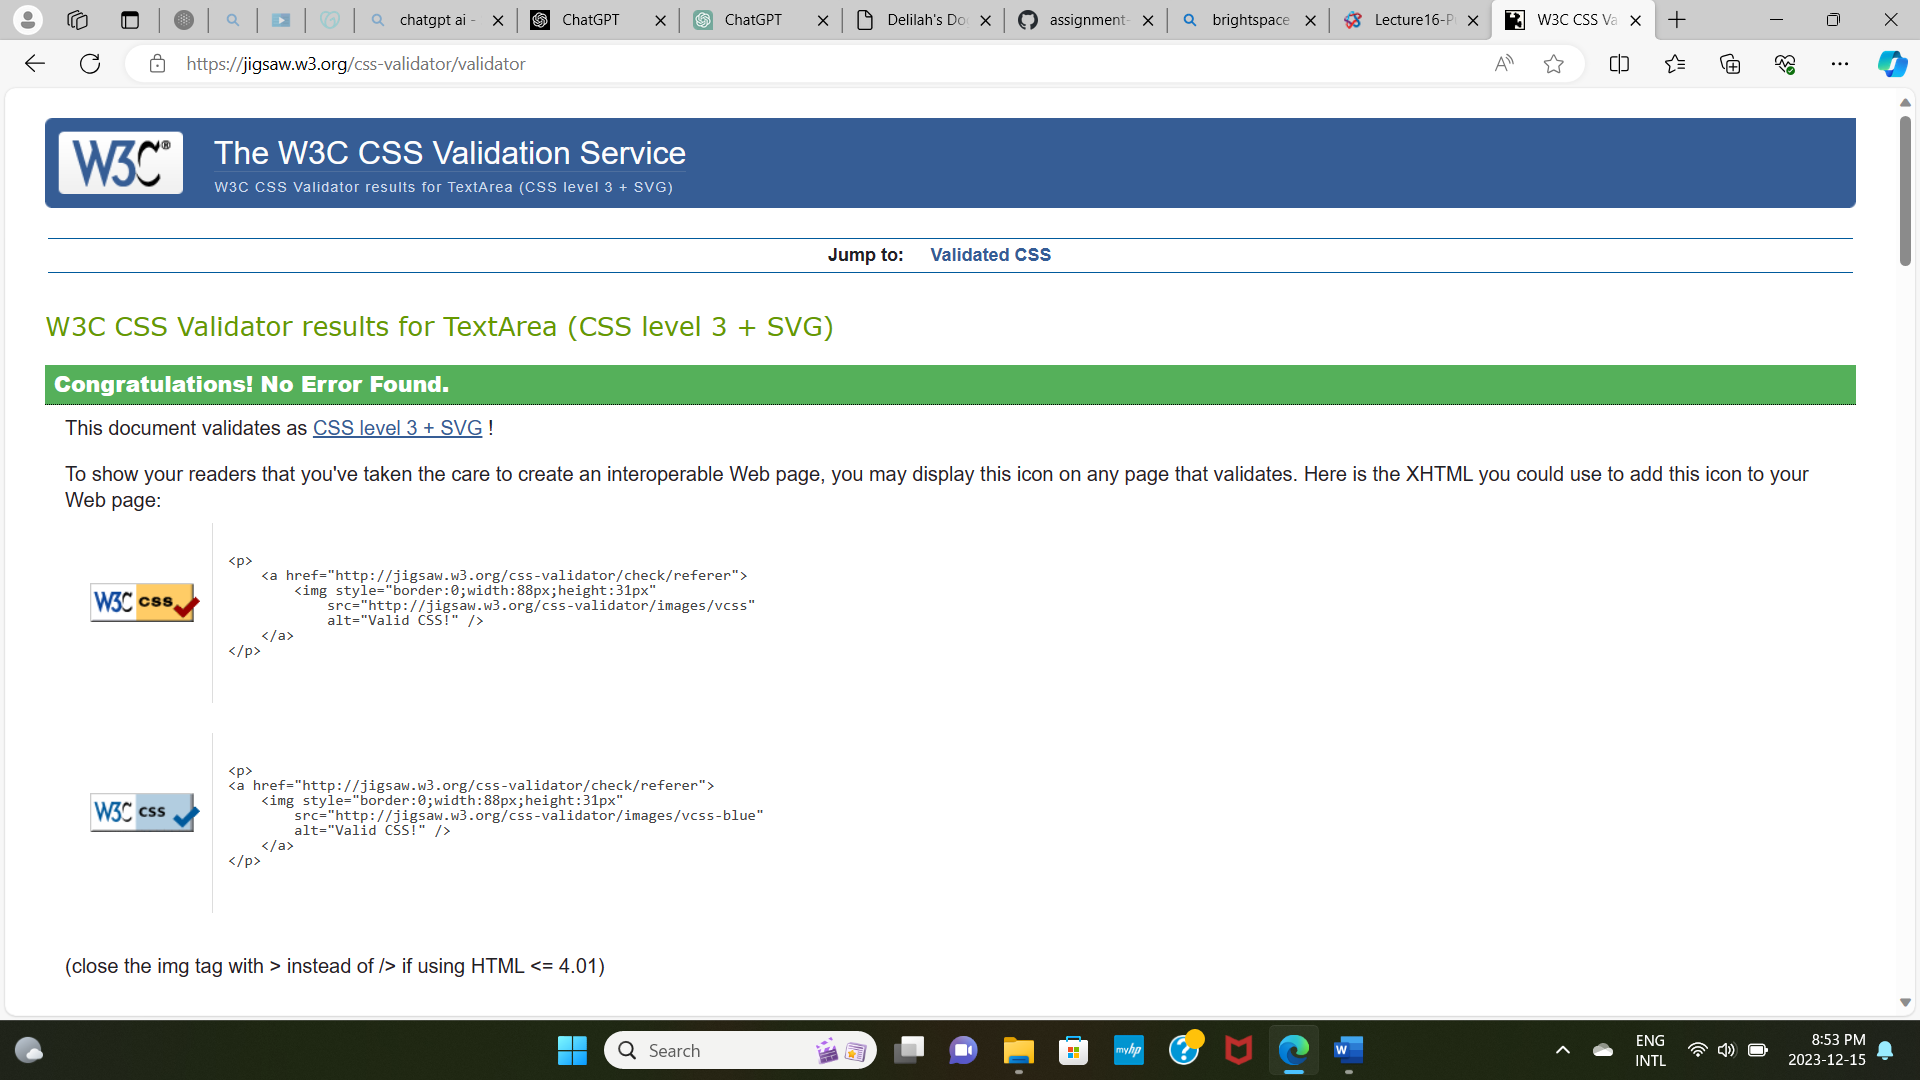 chatgpt ai -
ChatGPT
ChatGPT
Delilah's Do
assignment-
brightspace
Lecture16-P
W3C CSS Va
https://jigsaw.w3.org/css-validator/validator
W3C®
The W3C CSS Validation Service
W3C CSS Validator results for TextArea (CSS level 3 + SVG)
Jump to: Validated CSS
W3C CSS Validator results for TextArea (CSS level 3 + SVG)
Congratulations! No Error Found.
This document validates as CSS level 3 + SVG !
To show your readers that you've taken the care to create an interoperable Web page, you may display this icon on any page that validates. Here is the XHTML you could use to add this icon to your
Web page:
W3C css
<p>
<a href="http://jigsaw.w3.org/css-validator/check/referer">
<img style="border:0;width:88px;height:31px"
src="http://jigsaw.w3.org/css-validator/images/vcss"
alt="Valid CSS!" />
</a>
</p>
W3C css
<p>
<a href="http://jigsaw.w3.org/css-validator/check/referer">
<img style="border:0;width:88px;height:31px"
src="http://jigsaw.w3.org/css-validator/images/vcss-blue"
alt="Valid CSS!" />
</a>
</p>
(close the img tag with > instead of /> if using HTML <= 4.01)
Search
myhp
?
W
ENG
INTL
8:53 PM
2023-12-15